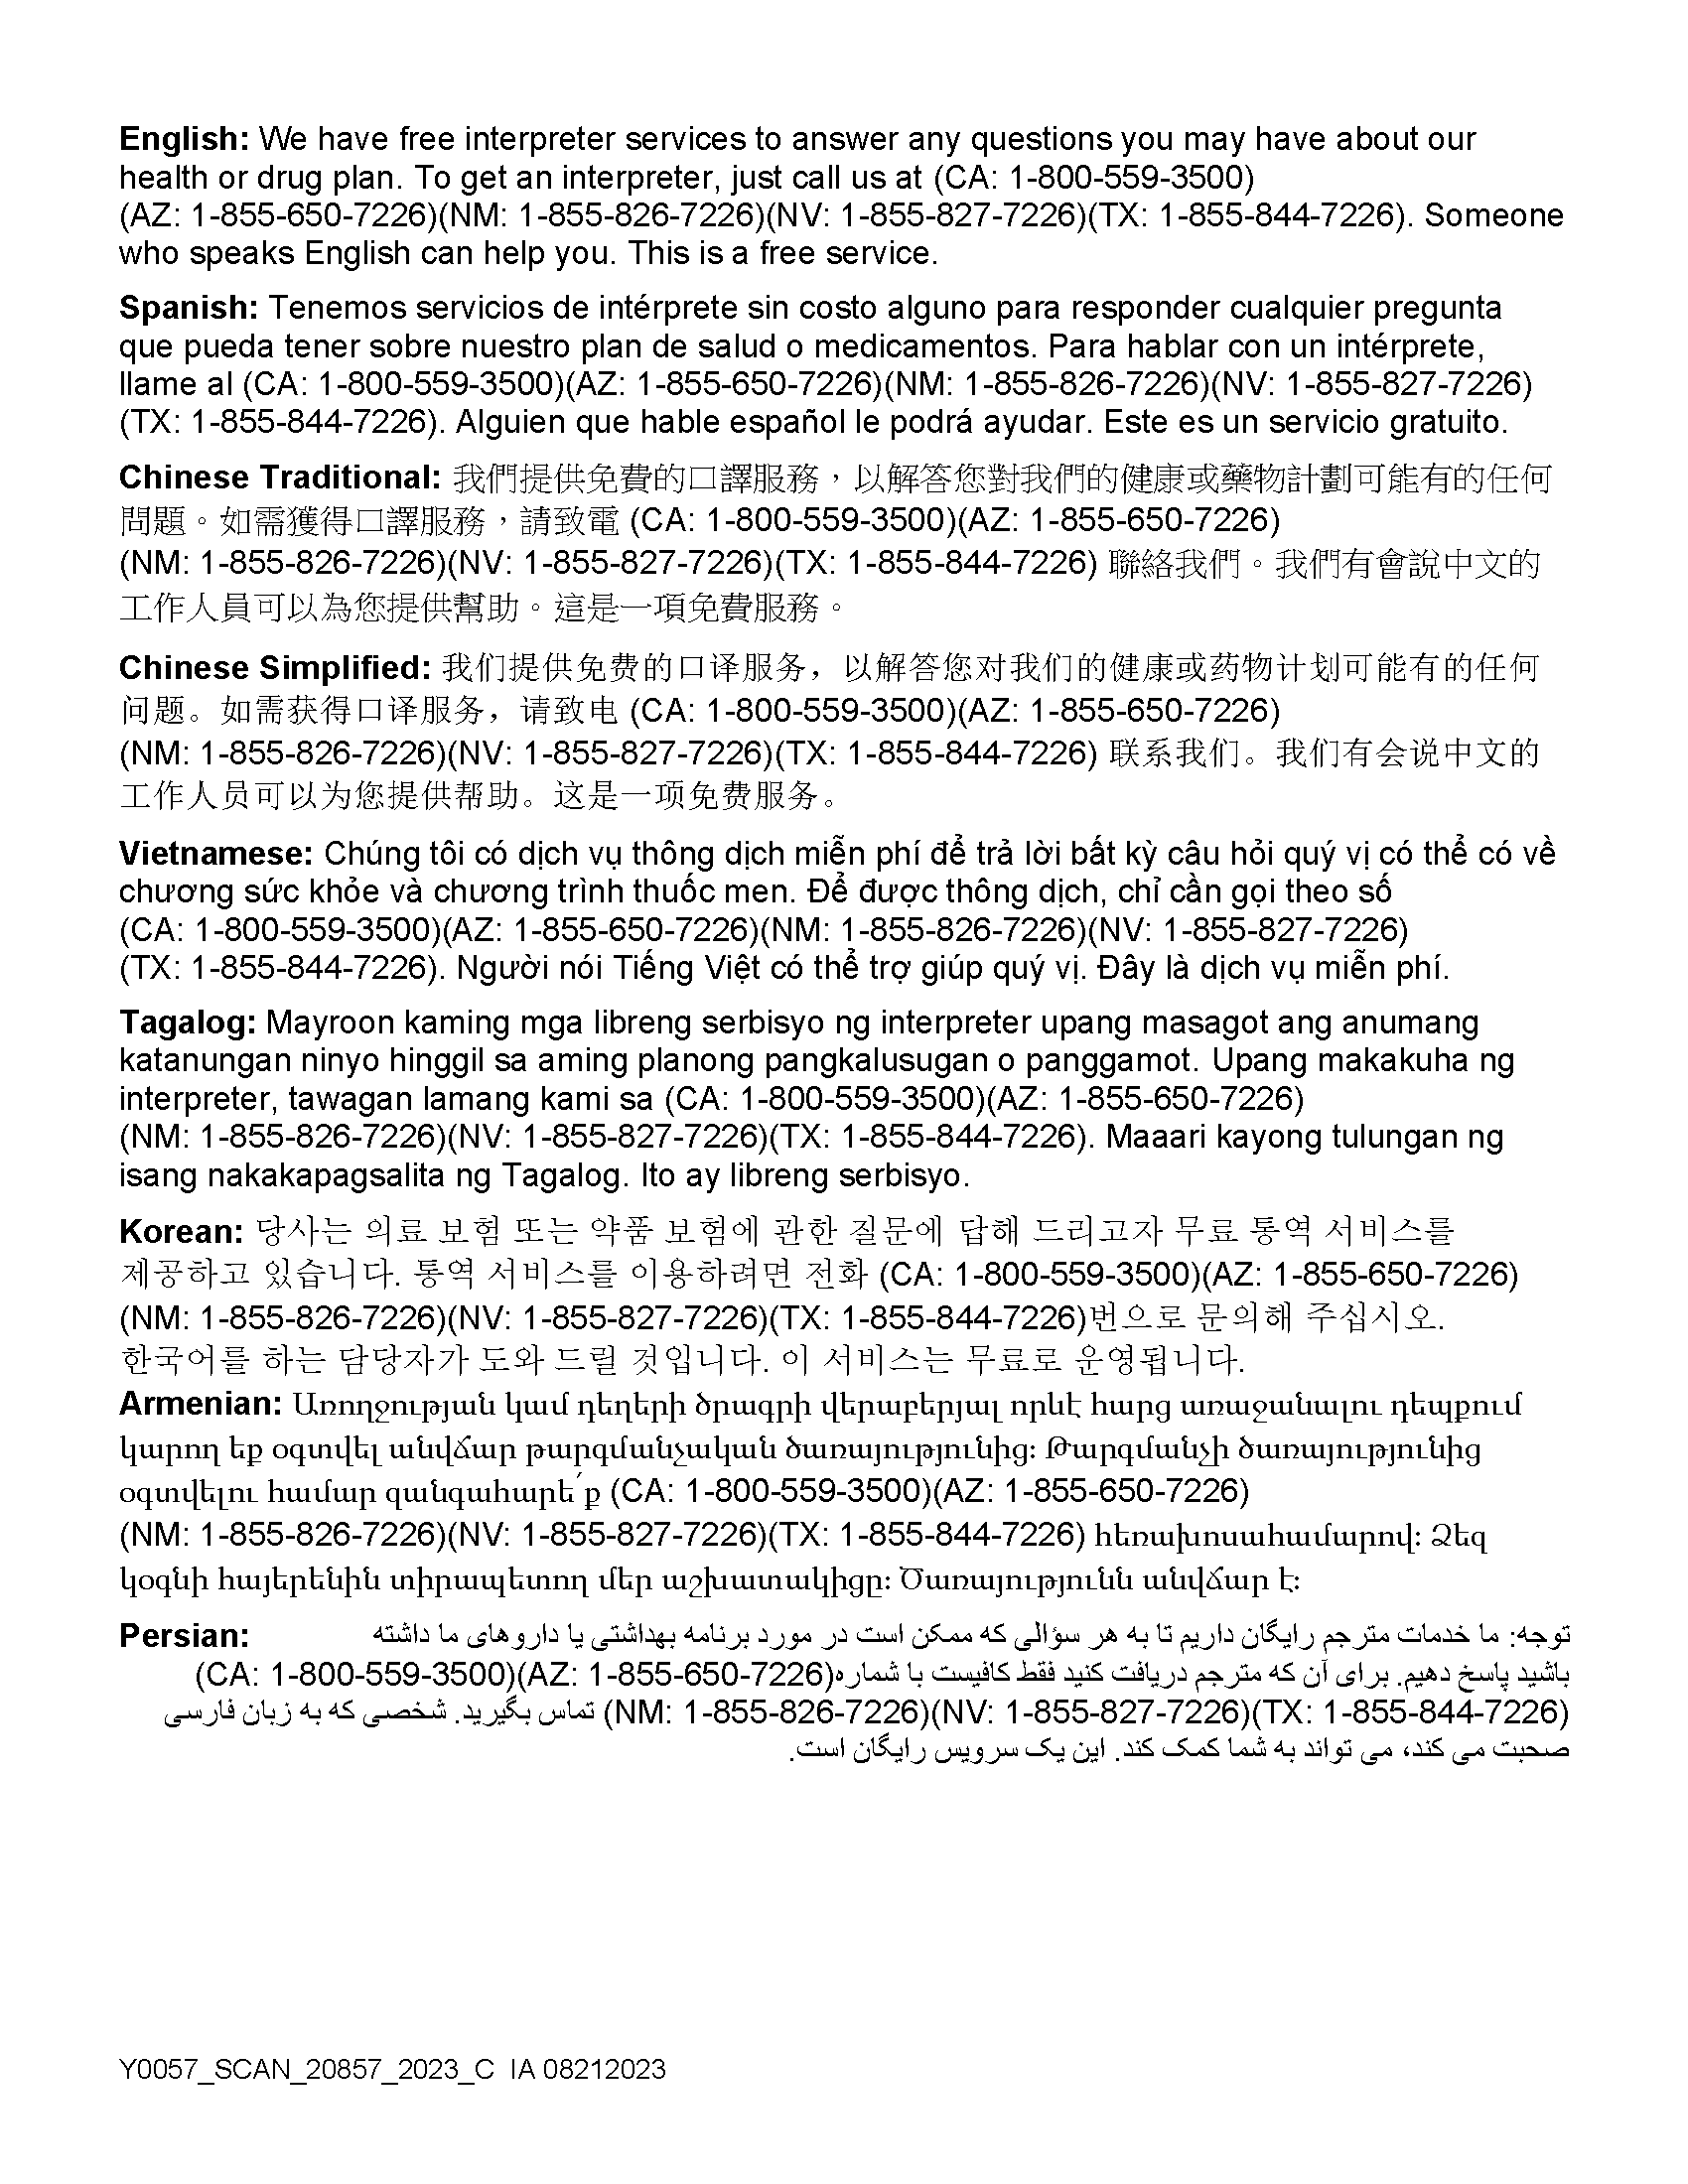 English: We have free interpreter services to answer any questions you may have about our
health or drug plan. To get an interpreter, just call us at (CA: 1-800-559-3500)
(AZ: 1-855-650-7226)(NM: 1-855-826-7226)(NV: 1-855-827-7226)(TX: 1-855-844-7226). Someone
who speaks English can help you. This is a free service.
Spanish: Tenemos servicios de intérprete sin costo alguno para responder cualquier pregunta
que pueda tener sobre nuestro plan de salud o medicamentos. Para hablar con un intérprete,
llame al (CA: 1-800-559-3500)(AZ: 1-855-650-7226)(NM: 1-855-826-7226)(NV: 1-855-827-7226)
(TX: 1-855-844-7226). Alguien que hable español le podrá ayudar. Este es un servicio gratuito.
Chinese Traditional: 我們提供免費的口譯服務，以解答您對我們的健康或藥物計劃可能有的任何
問題。如需獲得口譯服務，請致電 (CA: 1-800-559-3500)(AZ: 1-855-650-7226)
(NM: 1-855-826-7226)(NV: 1-855-827-7226)(TX: 1-855-844-7226) 聯絡我們。我們有會說中文的
工作人員可以為您提供幫助。這是一項免費服務。
Chinese Simplified: 我们提供免费的口译服务，以解答您对我们的健康或药物计划可能有的任何
问题。如需获得口译服务，请致电 (CA: 1-800-559-3500)(AZ: 1-855-650-7226)
(NM: 1-855-826-7226)(NV: 1-855-827-7226)(TX: 1-855-844-7226) 联系我们。我们有会说中文的
工作人员可以为您提供帮助。这是一项免费服务。
Vietnamese: Chúng tôi có dịch vụ thông dịch miễn phí để trả lời bất kỳ câu hỏi quý vị có thể có về
chương sức khỏe và chương trình thuốc men. Để được thông dịch, chỉ cần gọi theo số
(CA: 1-800-559-3500)(AZ: 1-855-650-7226)(NM: 1-855-826-7226)(NV: 1-855-827-7226)
(TX: 1-855-844-7226). Người nói Tiếng Việt có thể trợ giúp quý vị. Đây là dịch vụ miễn phí.
Tagalog: Mayroon kaming mga libreng serbisyo ng interpreter upang masagot ang anumang
katanungan ninyo hinggil sa aming planong pangkalusugan o panggamot. Upang makakuha ng
interpreter, tawagan lamang kami sa (CA: 1-800-559-3500)(AZ: 1-855-650-7226)
(NM: 1-855-826-7226)(NV: 1-855-827-7226)(TX: 1-855-844-7226). Maaari kayong tulungan ng
isang nakakapagsalita ng Tagalog. Ito ay libreng serbisyo.
Korean: 당사는 의료 보험 또는 약품 보험에 관한 질문에 답해 드리고자 무료 통역 서비스를
제공하고 있습니다. 통역 서비스를 이용하려면 전화 (CA: 1-800-559-3500)(AZ: 1-855-650-7226)
(NM: 1-855-826-7226)(NV: 1-855-827-7226)(TX: 1-855-844-7226)번으로 문의해 주십시오.
한국어를 하는 담당자가 도와 드릴 것입니다. 이 서비스는 무료로 운영됩니다.
Armenian: Առողջության կամ դեղերի ծրագրի վերաբերյալ որևէ հարց առաջանալու դեպքում
կարող եք օգտվել անվճար թարգմանչական ծառայությունից։ Թարգմանչի ծառայությունից
օգտվելու համար զանգահարե՛ք (CA: 1-800-559-3500)(AZ: 1-855-650-7226)
(NM: 1-855-826-7226)(NV: 1-855-827-7226)(TX: 1-855-844-7226) հեռախոսահամարով։ Ձեզ
կօգնի հայերենին տիրապետող մեր աշխատակիցը։ Ծառայությունն անվճար է։
Persian: توجه: ما خدمات مترجم رایگان داریم تا به هر سؤالی که ممکن است در مورد برنامه بهداشتی یا داروهای ما داشته
باشید پاسخ دهیم. برای آن که مترجم دریافت کنید فقط کافیست با شماره(CA: 1-800-559-3500)(AZ: 1-855-650-7226)
(NM: 1-855-826-7226)(NV: 1-855-827-7226)(TX: 1-855-844-7226) تماس بگیرید. شخصی که به زبان فارسی
صحبت می کند، می تواند به شما کمک کند. این یک سرویس رایگان است.
Y0057_SCAN_20857_2023_C IA 08212023